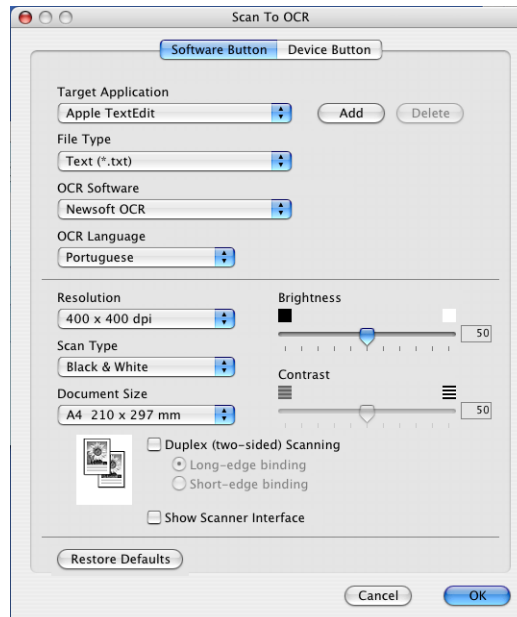 Scan To OCR
Software Button Device Button
Target Application
Apple TextEdit Add Delete
File Type
Text (*.txt)
OCR Software
Newsoft OCR
OCR Language
Portuguese
Resolution Brightness
400 x 400 dpi
50
Scan Type
Black & White
Contrast
Document Size
A4 210 x 297 mm 50
Duplex (two-sided) Scanning
Long-edge binding
Short-edge binding
Show Scanner Interface
Restore Defaults
Cancel OK